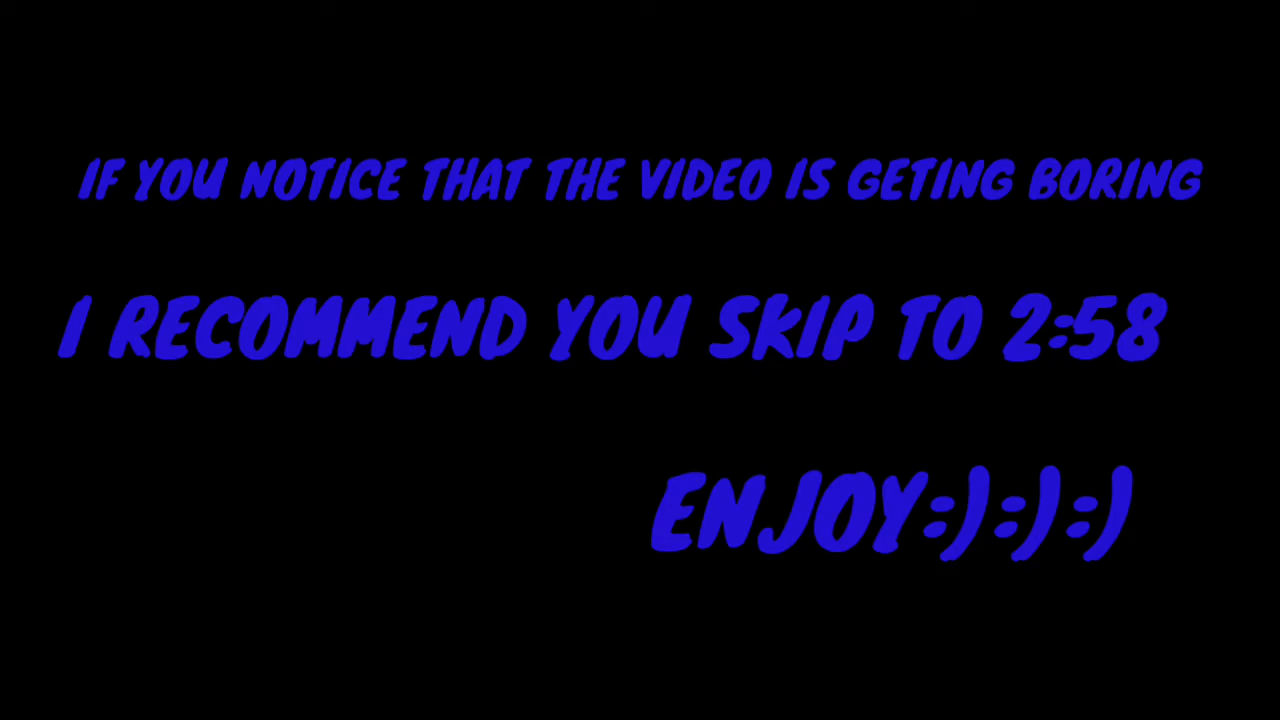 IF YOU NOTICE THAT THE VIDEO IS GETING BORING
I RECOMMEND YOU SKIP TO 2:58
ENJOY:):):)